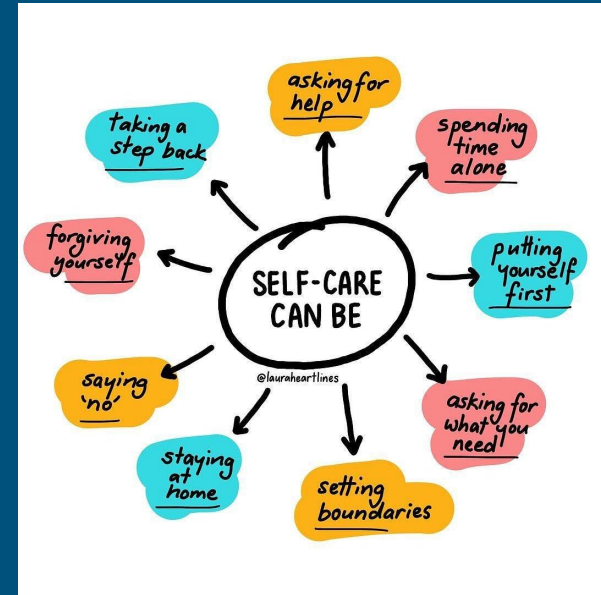 SELF-CARE
CAN BE
@lauraheartlines
asking for
help
spending
time
alone
putting
yourself
first
asking for
what you
need
setting
boundaries
staying
at
home
saying
'no'
forgiving
yourself
taking a
step back